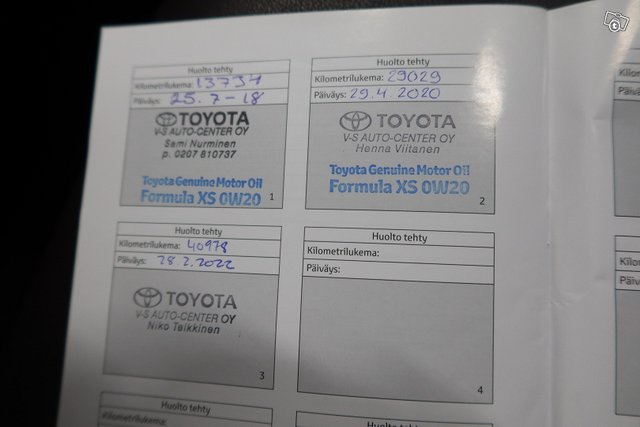 Huolto tehty
Kilometrilukema: 13734
Päiväys: 25.7-18
TOYOTA
V-S AUTO-CENTER OY
Sami Nurminen
p. 0207 810737
Toyota Genuine Motor Oil
Formula XS 0W20
1
Huolto tehty
Kilometrilukema: 29029
Päiväys: 29.4.2020
TOYOTA
V-S AUTO-CENTER OY
Henna Viitanen
Toyota Genuine Motor Oil
Formula XS 0W20
2
Huolto tehty
Kilometrilukema: 40978
Päiväys: 28.2.2022
TOYOTA
V-S AUTO-CENTER OY
Niko Teikkinen
3
Huolto tehty
Kilometrilukema:
Päiväys:
4
Huolto tehty
Kilometrilukema:
Huolto tehty